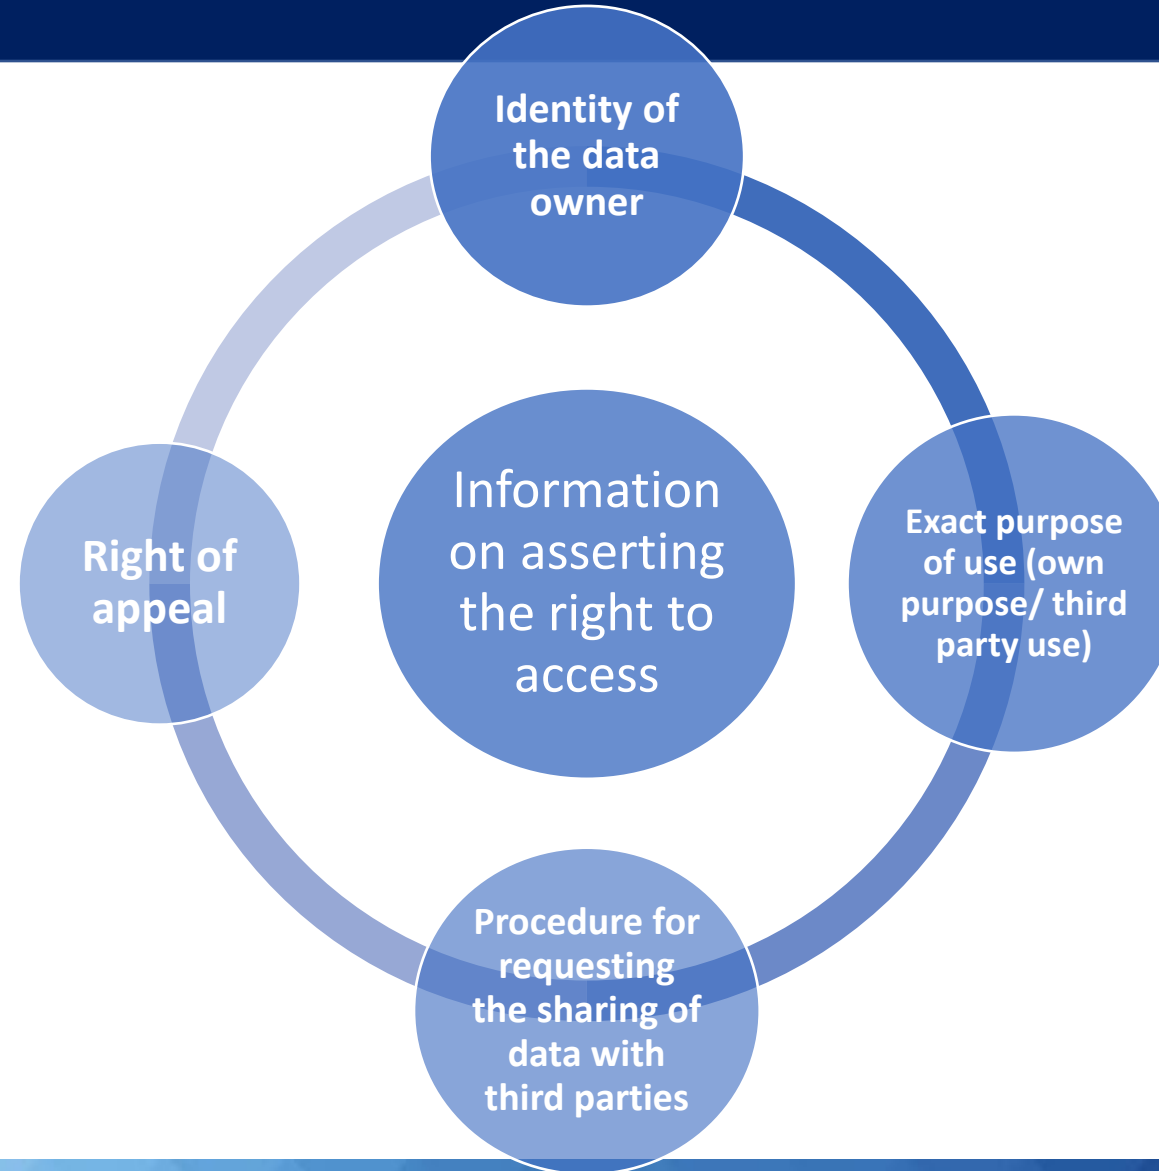 Identity of
the data
owner
Information
on asserting
the right to
access
Exact purpose
of use (own
purpose/ third
party use)
Right of
appeal
Procedure for
requesting
the sharing of
data with
third parties